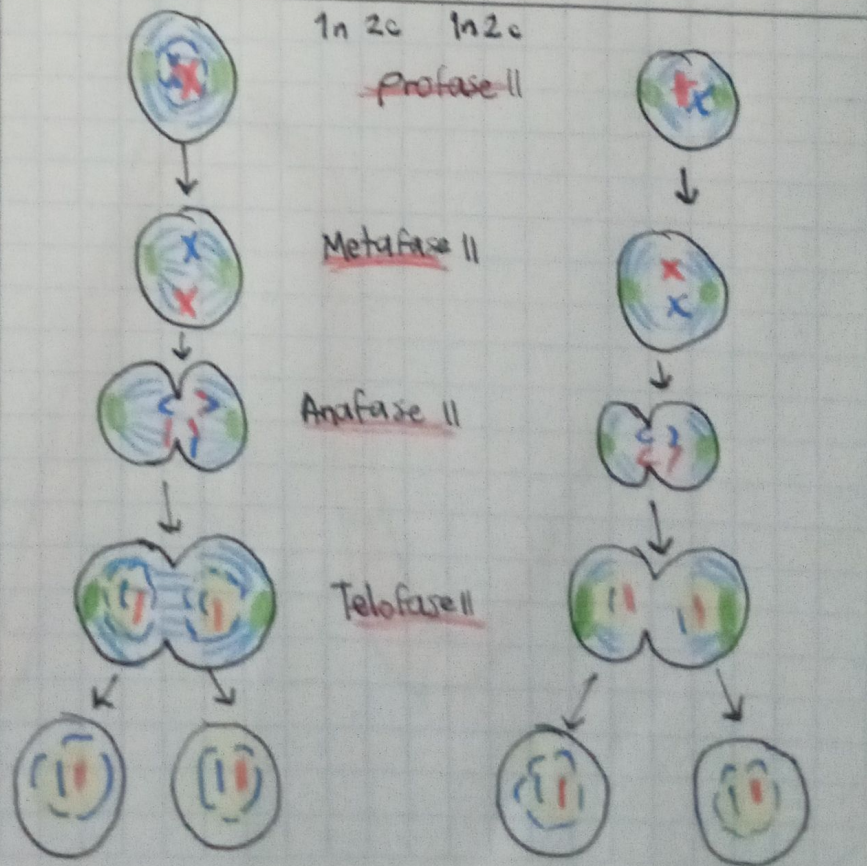 1n 2c 1n 2c
Profase II
Metafase II
Anafase II
Telofase II